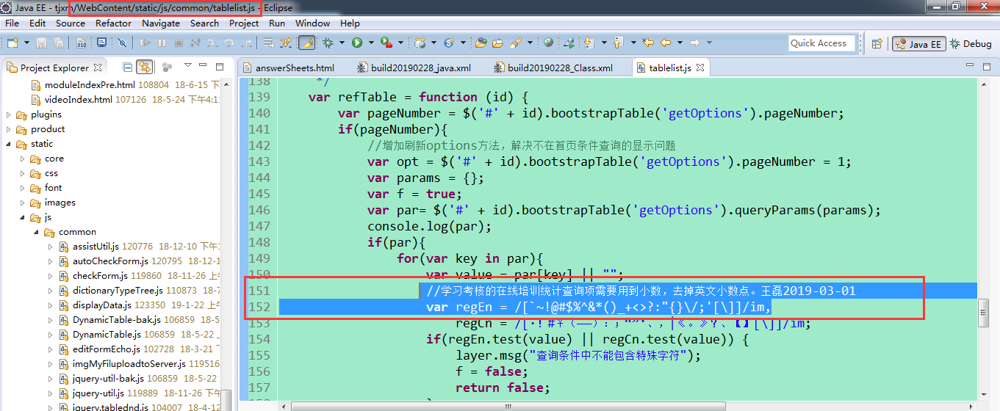 Java EE - tjxm/WebContent/static/js/common/tablelist.js - Eclipse
File Edit Source Refactor Navigate Search Project Run Window Help
Quick Access Java EE Debug
Project Explorer
answerSheets.html build20190228_java.xml build20190228_Class.xml tablelist.js
moduleIndexPre.html 108804 18-6-15 下
videoIndex.html 107126 18-5-24 下午4:1
plugins
product
static
core
css
font
images
js
common
assistUtil.js 120776 18-12-10 下午
autoCheckForm.js 120795 18-12-1
checkForm.js 119860 18-11-26 上
dictionaryTypeTree.js 110873 18-7
displayData.js 123350 19-1-22 上午
DynamicTable-bak.js 106859 18-
DynamicTable.js 106859 18-5-22
editFormEcho.js 102728 18-3-21 下
imgMyFiluploadtoServer.js 119516
jquery-util-bak.js 106859 18-5-22
jquery-util.js 119889 18-11-26 下午
jquery.tablednd.js 104007 18-4-12
138 */
139 var refTable = function (id) {
140 var pageNumber = $('#' + id).bootstrapTable('getOptions').pageNumber;
141 if(pageNumber){
142 //增加刷新options方法，解决不在首页条件查询的显示问题
143 var opt = $('#' + id).bootstrapTable('getOptions').pageNumber = 1;
144 var params = {};
145 var f = true;
146 var par= $('#' + id).bootstrapTable('getOptions').queryParams(params);
147 console.log(par);
148 if(par){
149 for(var key in par){
150 var value = par[key] || "";
151 //学习考核的在线培训统计查询项需要用到小数，去掉英文小数点。王磊2019-03-01
152 var regEn = /[`~!@#$%^&*()_+<>?:"{}\/;'[\]]/im,
153 regCn = /[·！#￥（——）：；“”‘、，|《。》？、【】[\]]/im;
154 if(regEn.test(value) || regCn.test(value)) {
155 layer.msg("查询条件中不能包含特殊字符");
156 f = false;
157 return false;